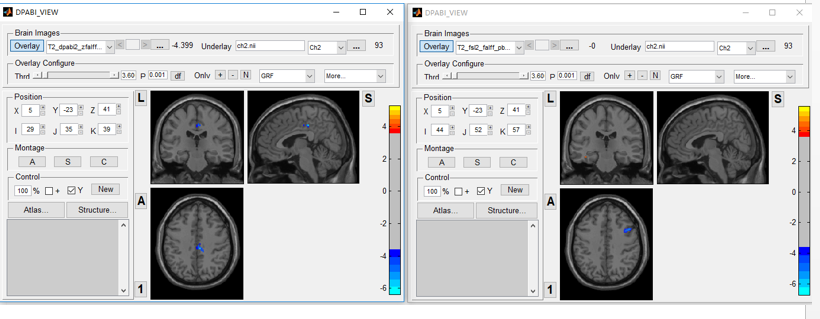 DPABI_VIEW
Brain Images
Overlay T2_dpabi2_zfalff... < > ... -4.399 Underlay ch2.nii Ch2 ... 93
Overlay Configure
Thrd 3.60 P 0.001 df Only + - N GRF More...
Position
X 5 Y -23 Z 41
I 29 J 35 K 39
Montage
A S C
Control
100 % + Y New
Atlas... Structure...
L
S
A
1
4
2
0
-2
-4
-6
DPABI_VIEW
Brain Images
Overlay T2_fsl2_falff_pb... < > ... -0 Underlay ch2.nii Ch2 ... 93
Overlay Configure
Thrd 3.60 P 0.001 df Only + - N GRF More...
Position
X 5 Y -23 Z 41
I 44 J 52 K 57
Montage
A S C
Control
100 % + Y New
Atlas... Structure...
L
S
A
1
4
2
0
-2
-4
-6